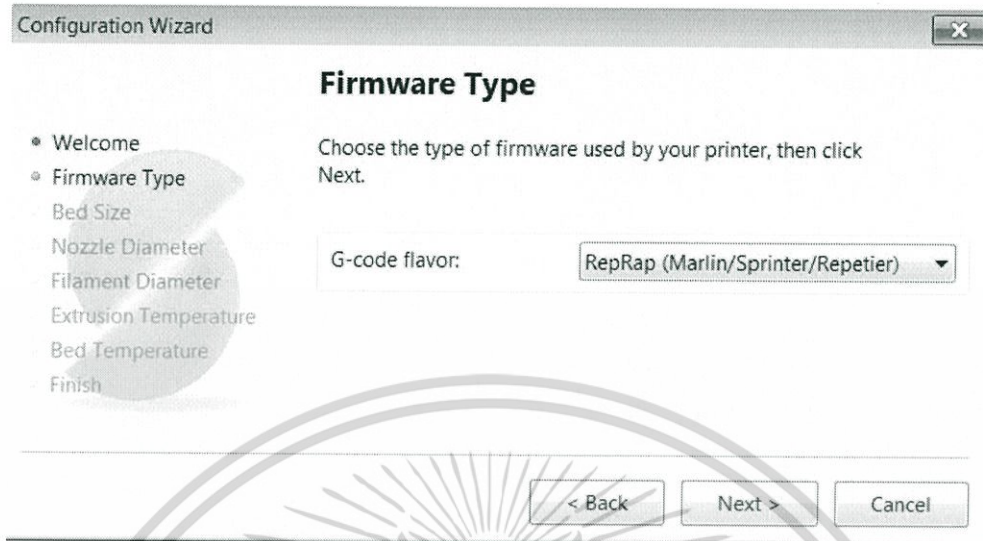 Configuration Wizard
Firmware Type
Welcome
Firmware Type
Bed Size
Nozzle Diameter
Filament Diameter
Extrusion Temperature
Bed Temperature
Finish
Choose the type of firmware used by your printer, then click
Next.
G-code flavor:
RepRap (Marlin/Sprinter/Repetier)
< Back
Next >
Cancel